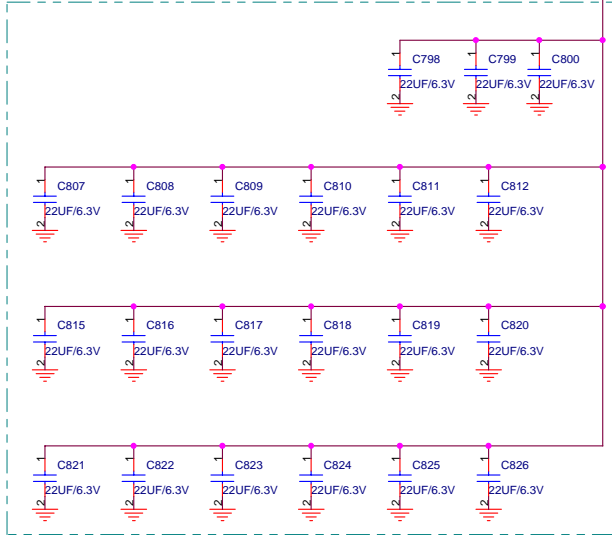 1 C798 1 C799 1 C800
2 22UF/6.3V 2 22UF/6.3V 2 22UF/6.3V
1 C807 1 C808 1 C809 1 C810 1 C811 1 C812
2 22UF/6.3V 2 22UF/6.3V 2 22UF/6.3V 2 22UF/6.3V 2 22UF/6.3V 2 22UF/6.3V
1 C815 1 C816 1 C817 1 C818 1 C819 1 C820
2 22UF/6.3V 2 22UF/6.3V 2 22UF/6.3V 2 22UF/6.3V 2 22UF/6.3V 2 22UF/6.3V
1 C821 1 C822 1 C823 1 C824 1 C825 1 C826
2 22UF/6.3V 2 22UF/6.3V 2 22UF/6.3V 2 22UF/6.3V 2 22UF/6.3V 2 22UF/6.3V